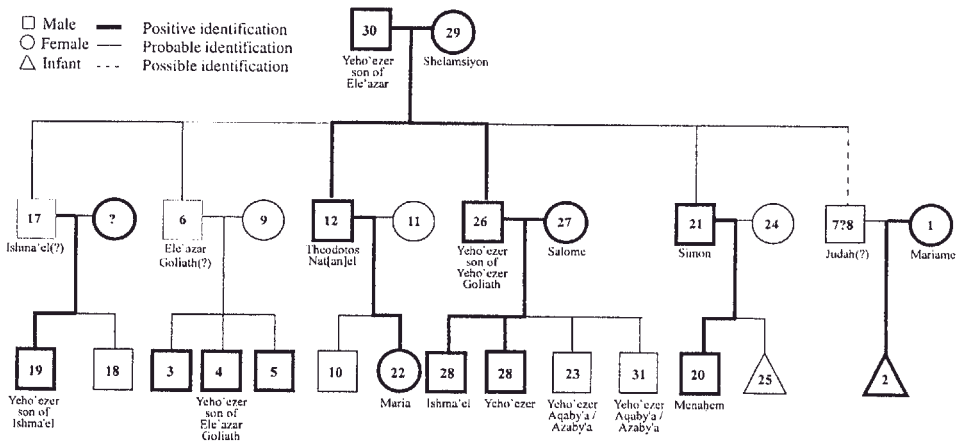 Male
Positive identification
Female
Probable identification
Infant
Possible identification
30
29
Yeho'ezer
son of
Ele'azar
Shelamsiyon
17
?
6
9
12
11
26
27
21
24
7?8
1
Ishma'el(?)
Ele'azar
Goliath(?)
Theodotos
Nat[an]el
Yeho'ezer
son of
Yeho'ezer
Goliath
Salome
Simon
Judah(?)
Mariame
19
18
3
4
5
10
22
28
28
23
31
20
25
2
Yeho'ezer
son of
Ishma'el
Yeho'ezer
son of
Ele'azar
Goliath
Maria
Ishma'el
Yeho'ezer
Yeho'ezer
Aqaby'a /
Azaby'a
Yeho'ezer
Aqaby'a /
Azaby'a
Menaḥem